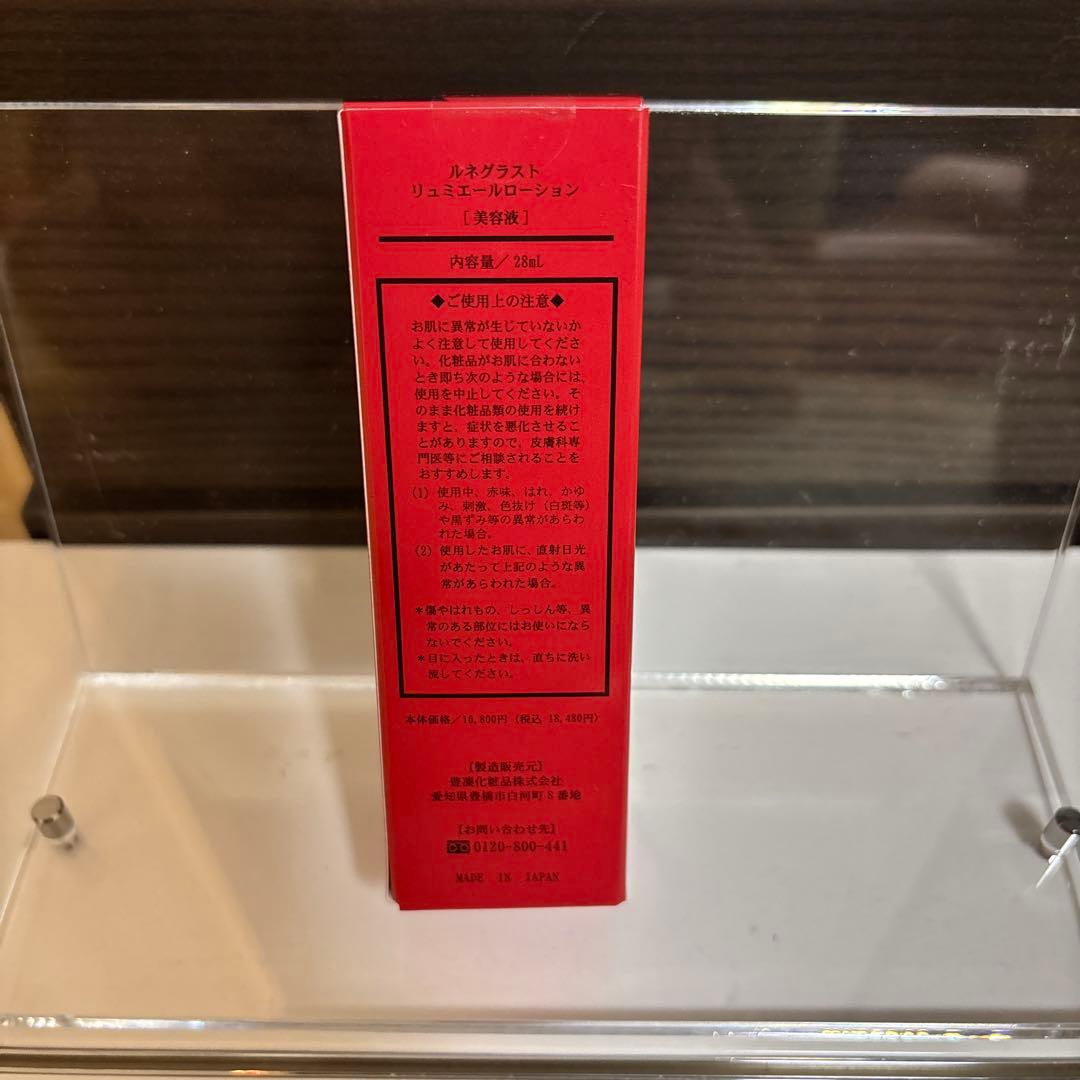 ルネグラスト
リュミエールローション
[美容液]
内容量／28mL
◆ご使用上の注意◆
お肌に異常が生じていないか
よく注意して使用してくださ
い。化粧品がお肌に合わない
とき即ち次のような場合には、
使用を中止してください。そ
のまま化粧品類の使用を続け
ますと、症状を悪化させるこ
とがありますので、皮膚科専
門医等にご相談されることを
おすすめします。
(1) 使用中、赤味、はれ、かゆ
み、刺激、色抜け（白斑等）
や黒ずみ等の異常があらわ
れた場合。
(2) 使用したお肌に、直射日光
があたって上記のような異
常があらわれた場合。
＊傷やはれもの、しっしん等、異
常のある部位にはお使いになら
ないでください。
＊目に入ったときは、直ちに洗い
流してください。
本体価格／16,800円（税込 18,480円）
[製造販売元]
豊凍化粧品株式会社
愛知県豊橋市白河町8番地
[お問い合わせ先]
0120-800-441
MADE IN JAPAN